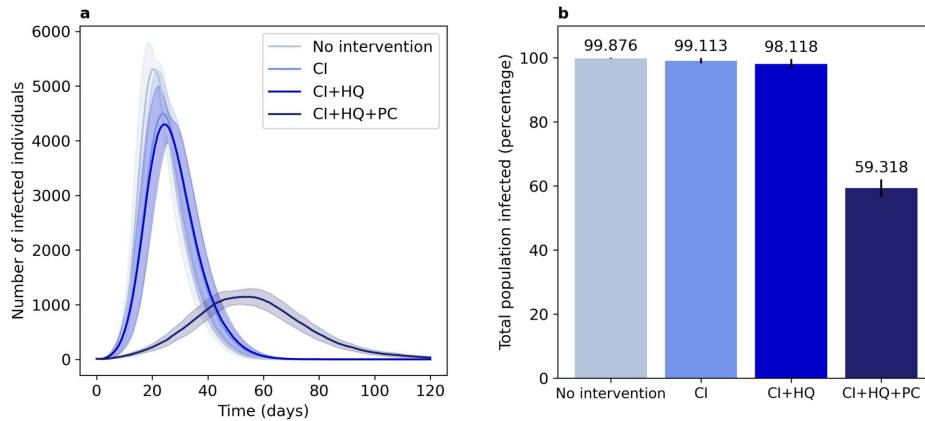 a
Number of infected individuals
6000
5000
4000
3000
2000
1000
0
No intervention
CI
CI+HQ
CI+HQ+PC
0 20 40 60 80 100 120
Time (days)
b
Total population infected (percentage)
100
80
60
40
20
0
99.876
99.113
98.118
59.318
No intervention CI CI+HQ CI+HQ+PC